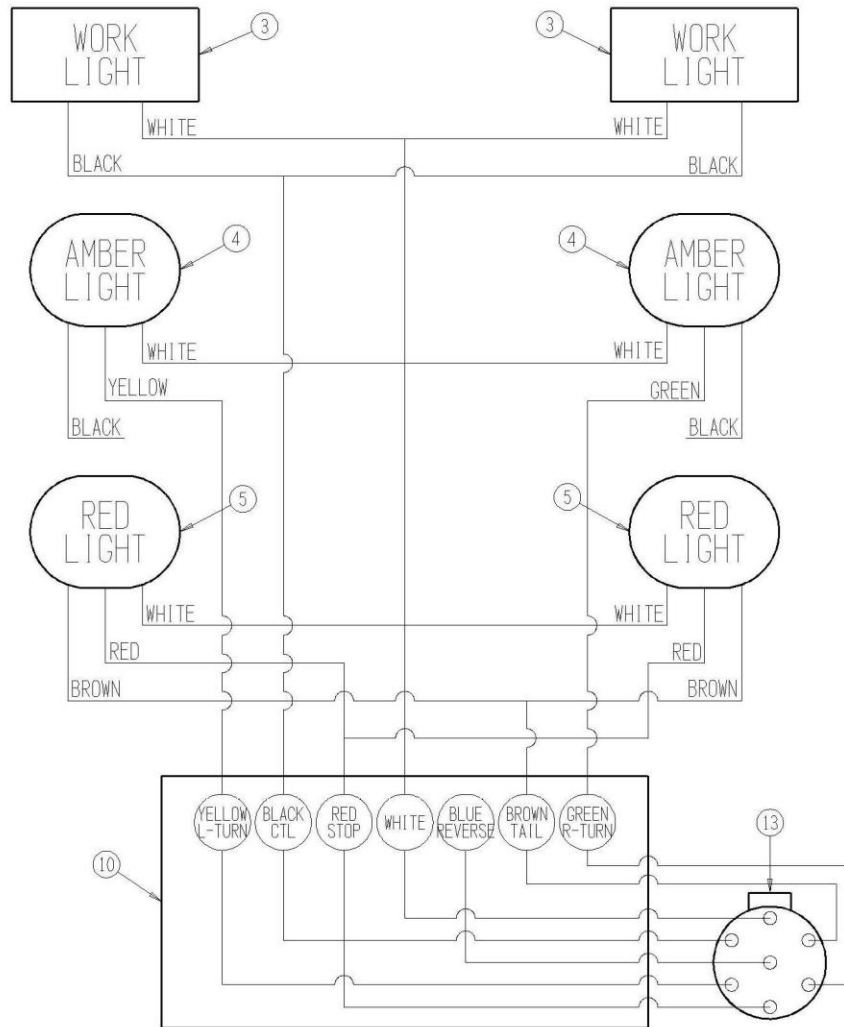 WORK
LIGHT
3
3
WORK
LIGHT
WHITE
WHITE
BLACK
BLACK
AMBER
LIGHT
4
4
AMBER
LIGHT
WHITE
WHITE
YELLOW
GREEN
BLACK
BLACK
RED
LIGHT
5
5
RED
LIGHT
WHITE
WHITE
RED
RED
BROWN
BROWN
YELLOW
L-TURN
BLACK
CTL
RED
STOP
WHITE
BLUE
REVERSE
BROWN
TAIL
GREEN
R-TURN
13
10